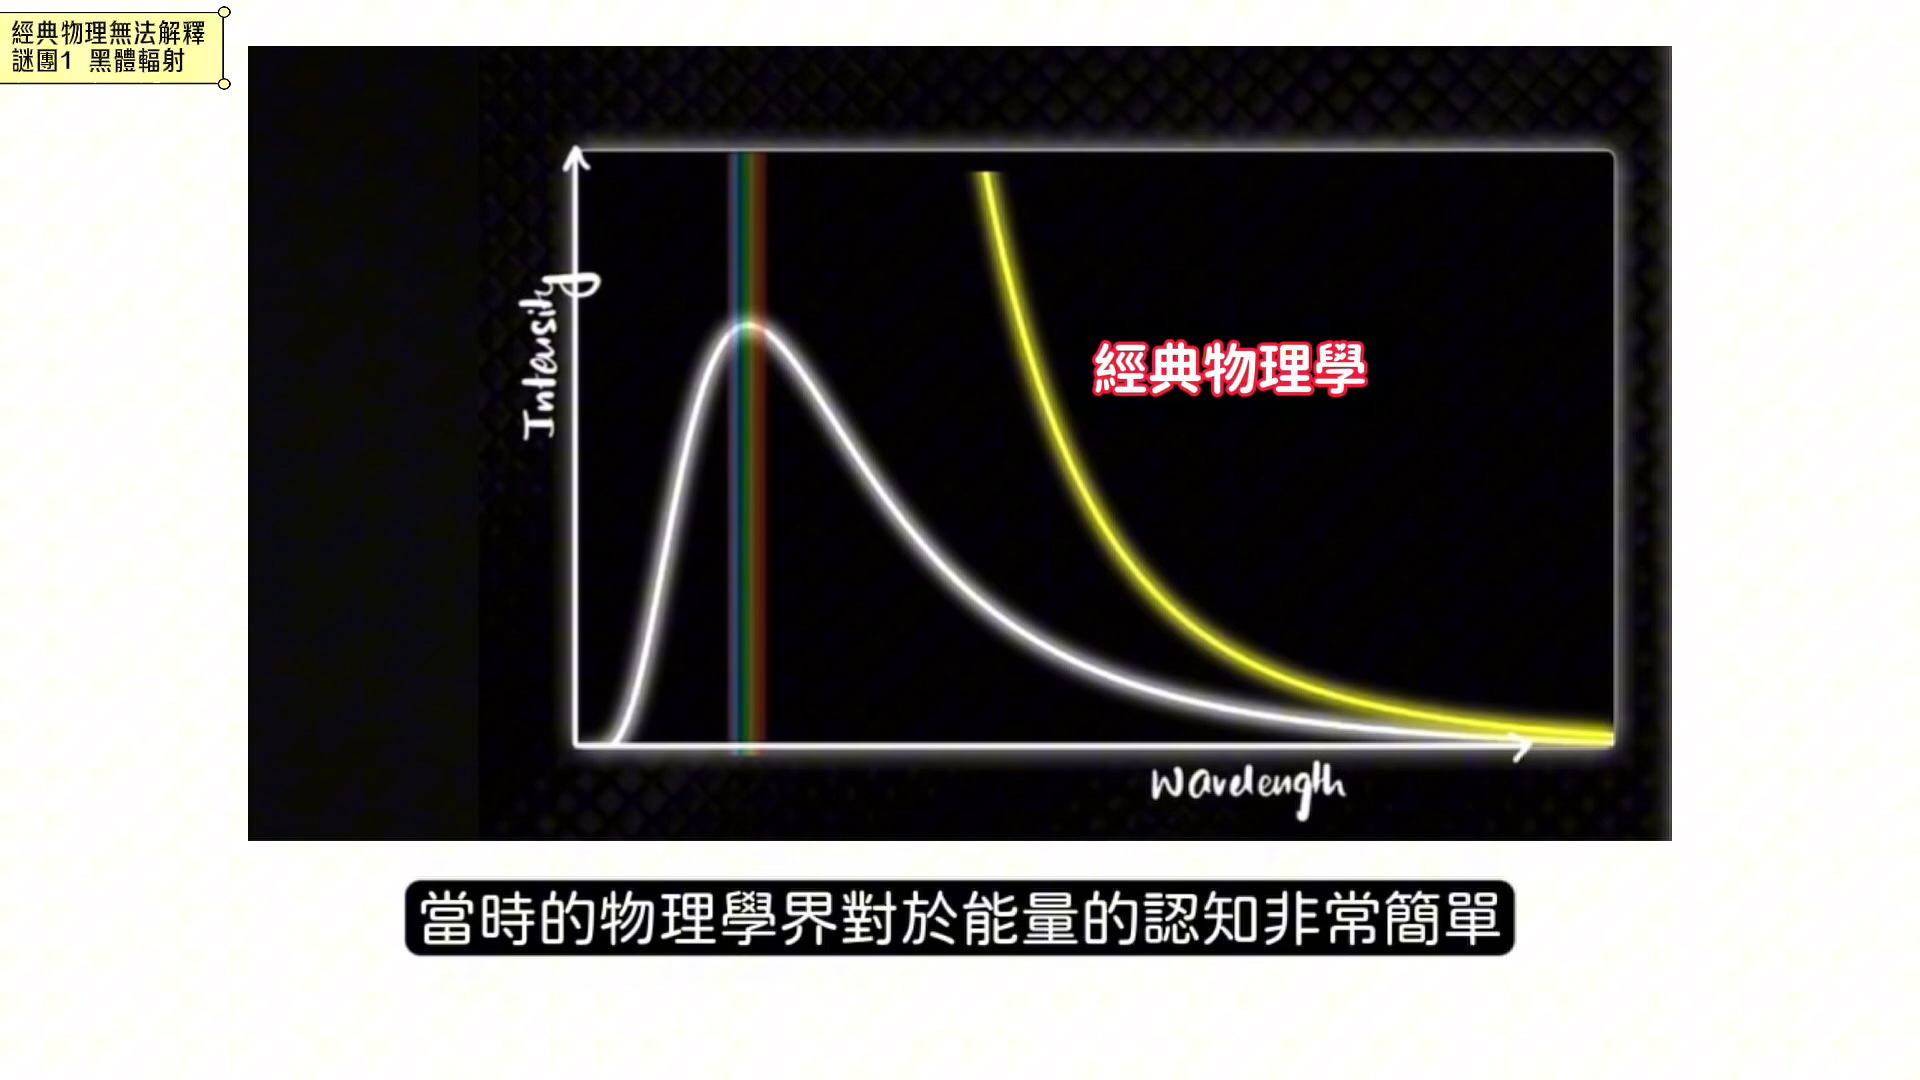 經典物理無法解釋
謎團1 黑體輻射
Intensity
經典物理學
Wavelength
當時的物理學界對於能量的認知非常簡單